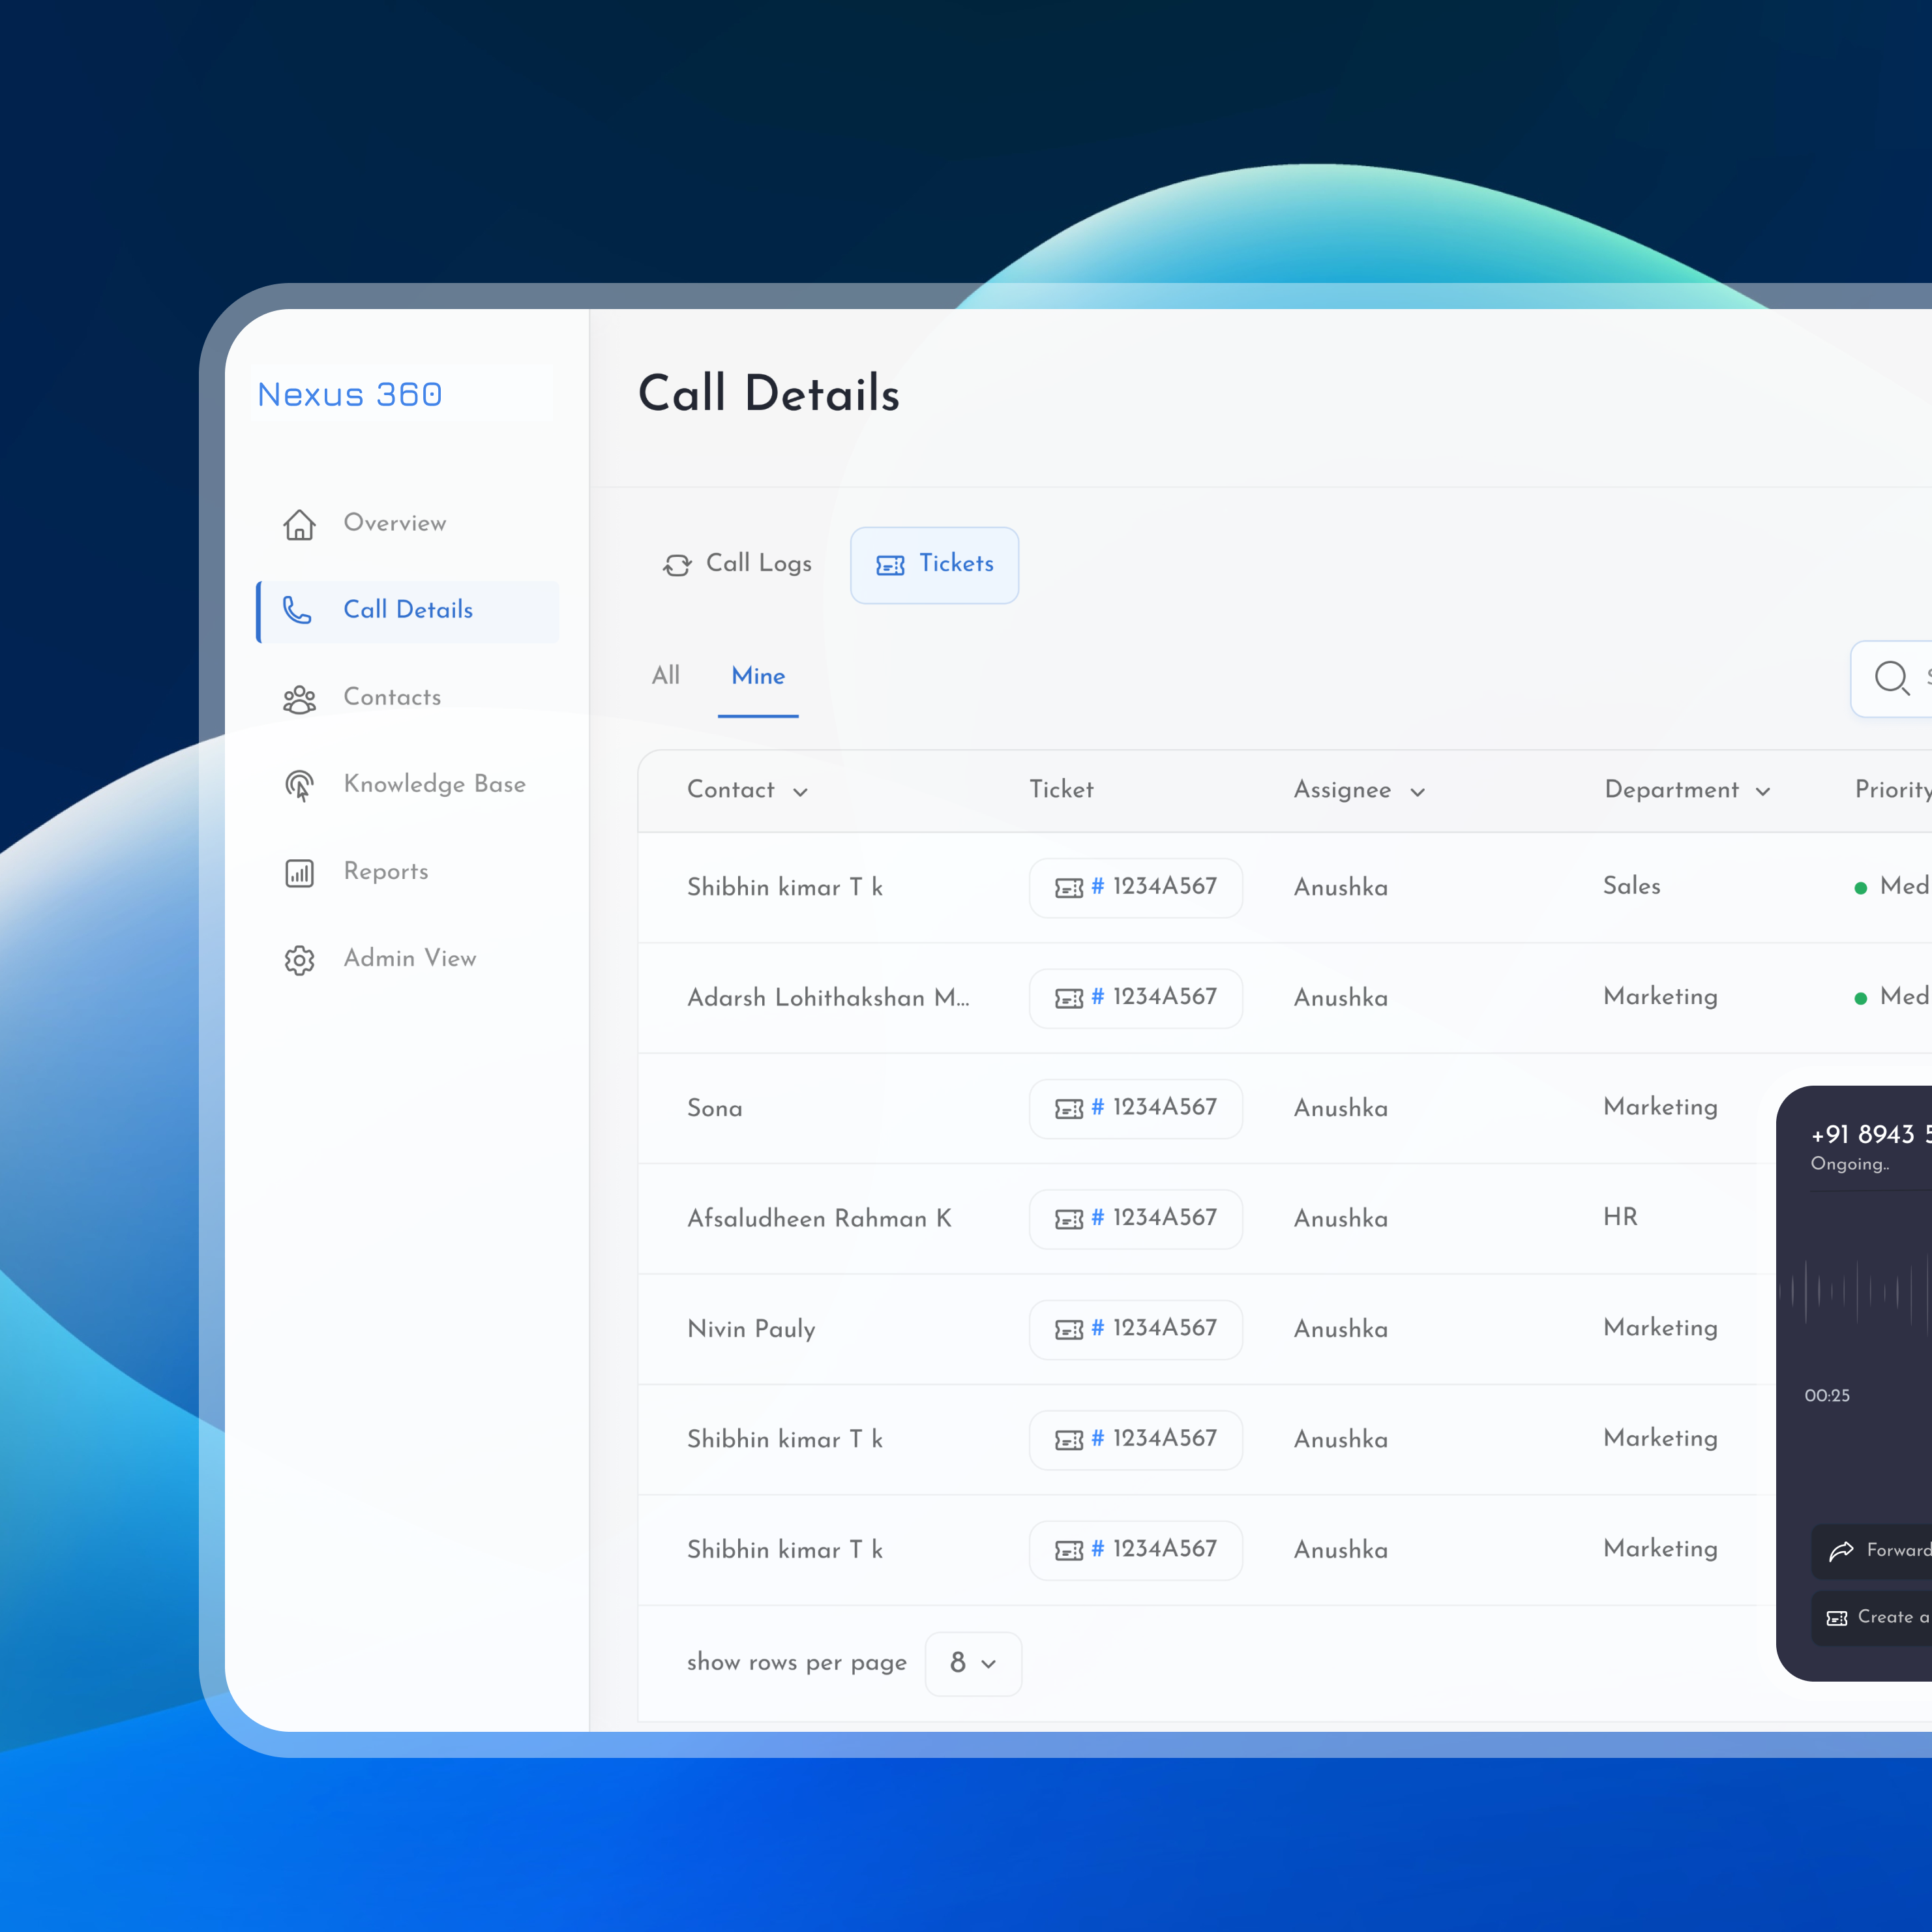 Nexus 360
Call Details
Overview
Call Details
Contacts
Knowledge Base
Reports
Admin View
Call Logs
Tickets
All
Mine
Contact Ticket Assignee Department Priority
Shibhin kimar T k # 1234A567 Anushka Sales Med
Adarsh Lohithakshan M... # 1234A567 Anushka Marketing Med
Sona # 1234A567 Anushka Marketing
Afsaludheen Rahman K # 1234A567 Anushka HR
Nivin Pauly # 1234A567 Anushka Marketing
Shibhin kimar T k # 1234A567 Anushka Marketing
Shibhin kimar T k # 1234A567 Anushka Marketing
show rows per page 8
+91 8943
Ongoing..
00:25
Forward
Create a